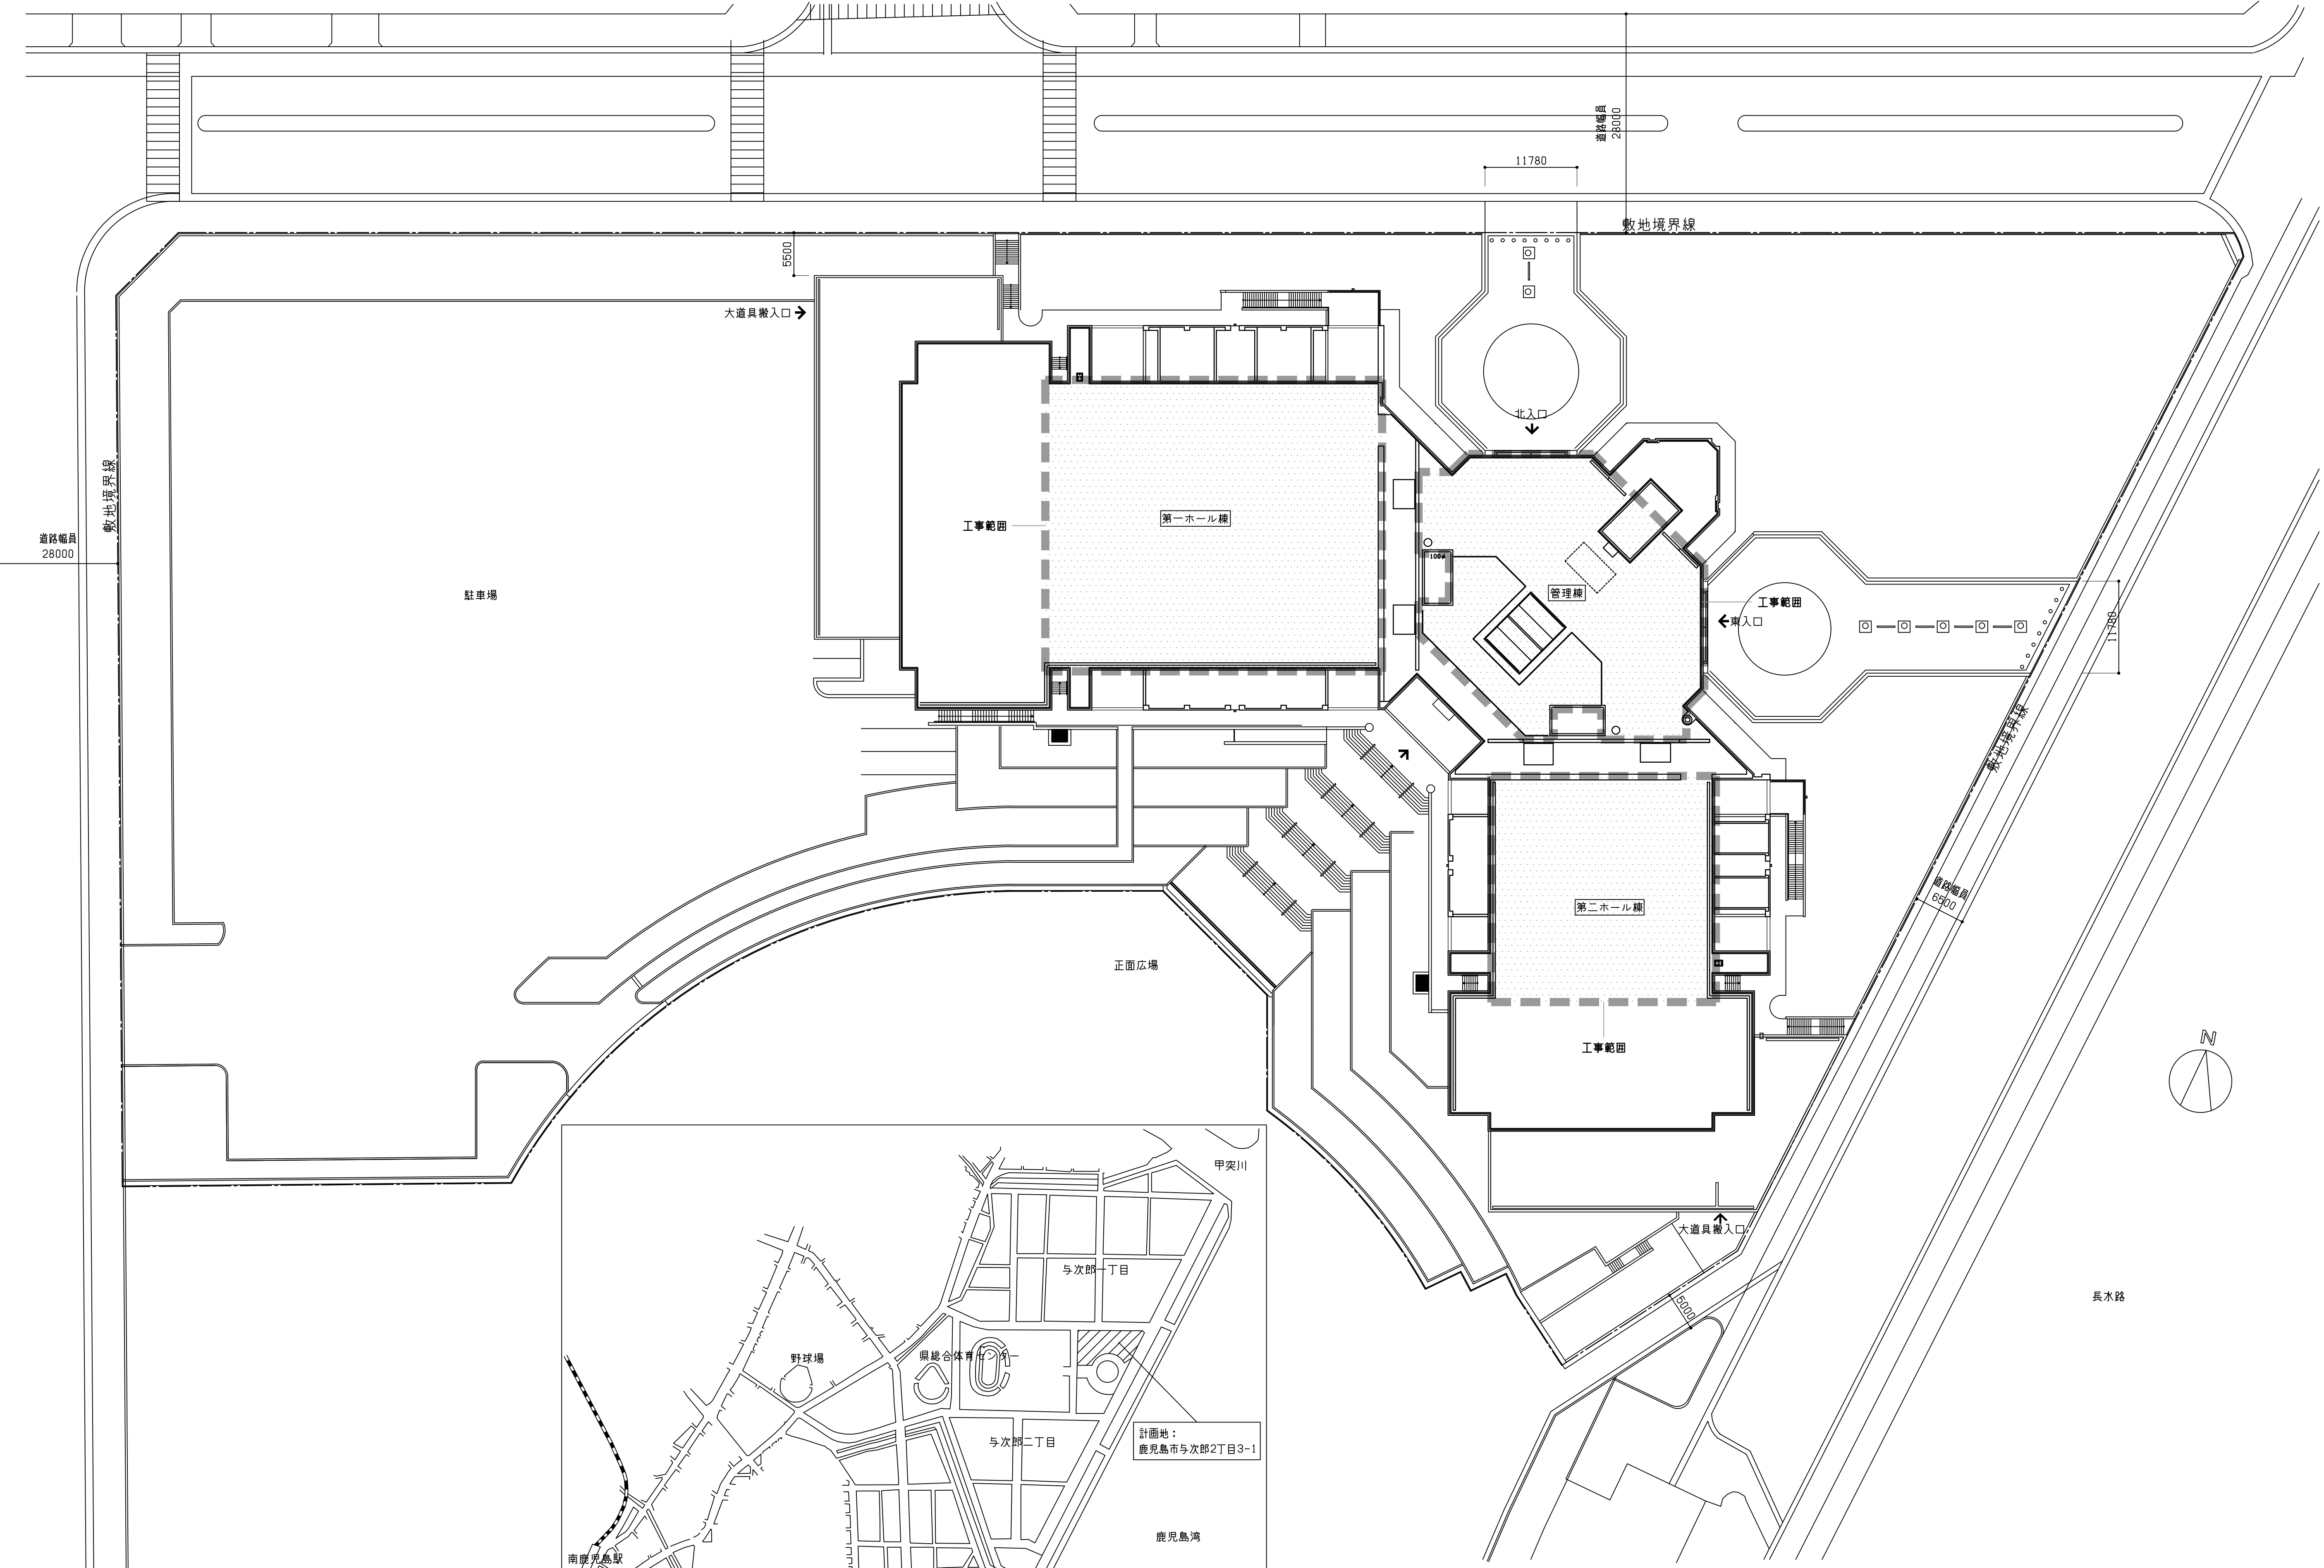 道路幅員
28000
11780
敷地境界線
5500
大道具搬入口
北入口
敷地境界線
第一ホール棟
工事範囲
道路幅員
28000
100φ
駐車場
管理棟
工事範囲
東入口
11780
敷地境界線
道路幅員
6500
第二ホール棟
正面広場
工事範囲
N
甲突川
大道具搬入口
与次郎一丁目
長水路
5000
野球場
県総合体育センター
計画地：
鹿児島市与次郎2丁目3-1
与次郎二丁目
鹿児島湾
南鹿児島駅